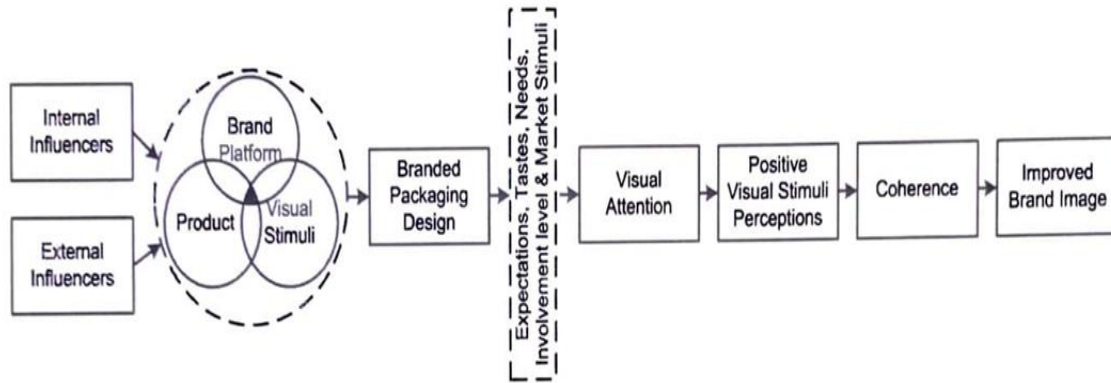 Internal
Influencers
External
Influencers
Brand
Platform
Product
Visual
Stimuli
Branded
Packaging
Design
Expectations, Tastes, Needs.
Involvement level & Market Stimuli
Visual
Attention
Positive
Visual Stimuli
Perceptions
Coherence
Improved
Brand Image